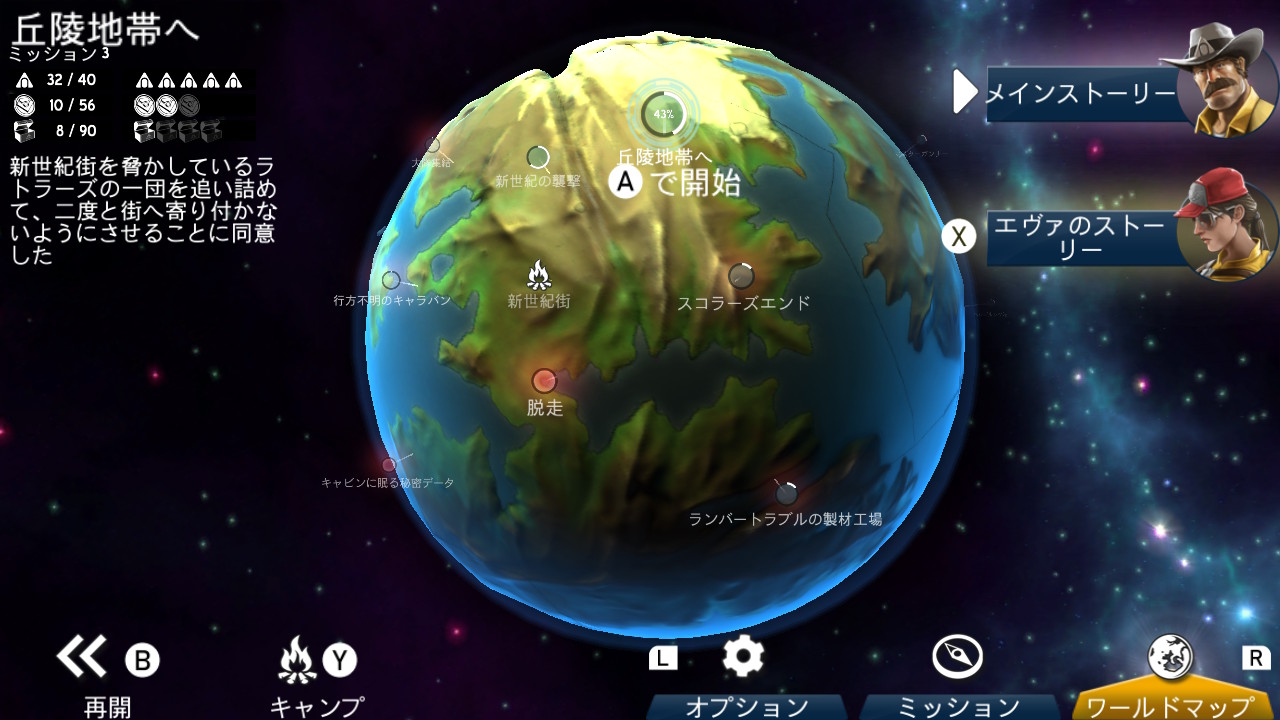 丘陵地帯へ
ミッション 3
32 / 40
10 / 56
8 / 90
新世紀街を脅かしているラ
トラーズの一団を追い詰め
て、二度と街へ寄り付かな
いようにさせることに同意
した
43%
丘陵地帯へ
A で開始
新世紀の襲撃
行方不明のキャラバン
新世紀街
スコラーズエンド
脱走
キャビンに眠る秘密データ
ランバートラブルの製材工場
メインストーリー
X
エヴァのストー
リー
B
再開
Y
キャンプ
L
オプション
ミッション
R
ワールドマップ